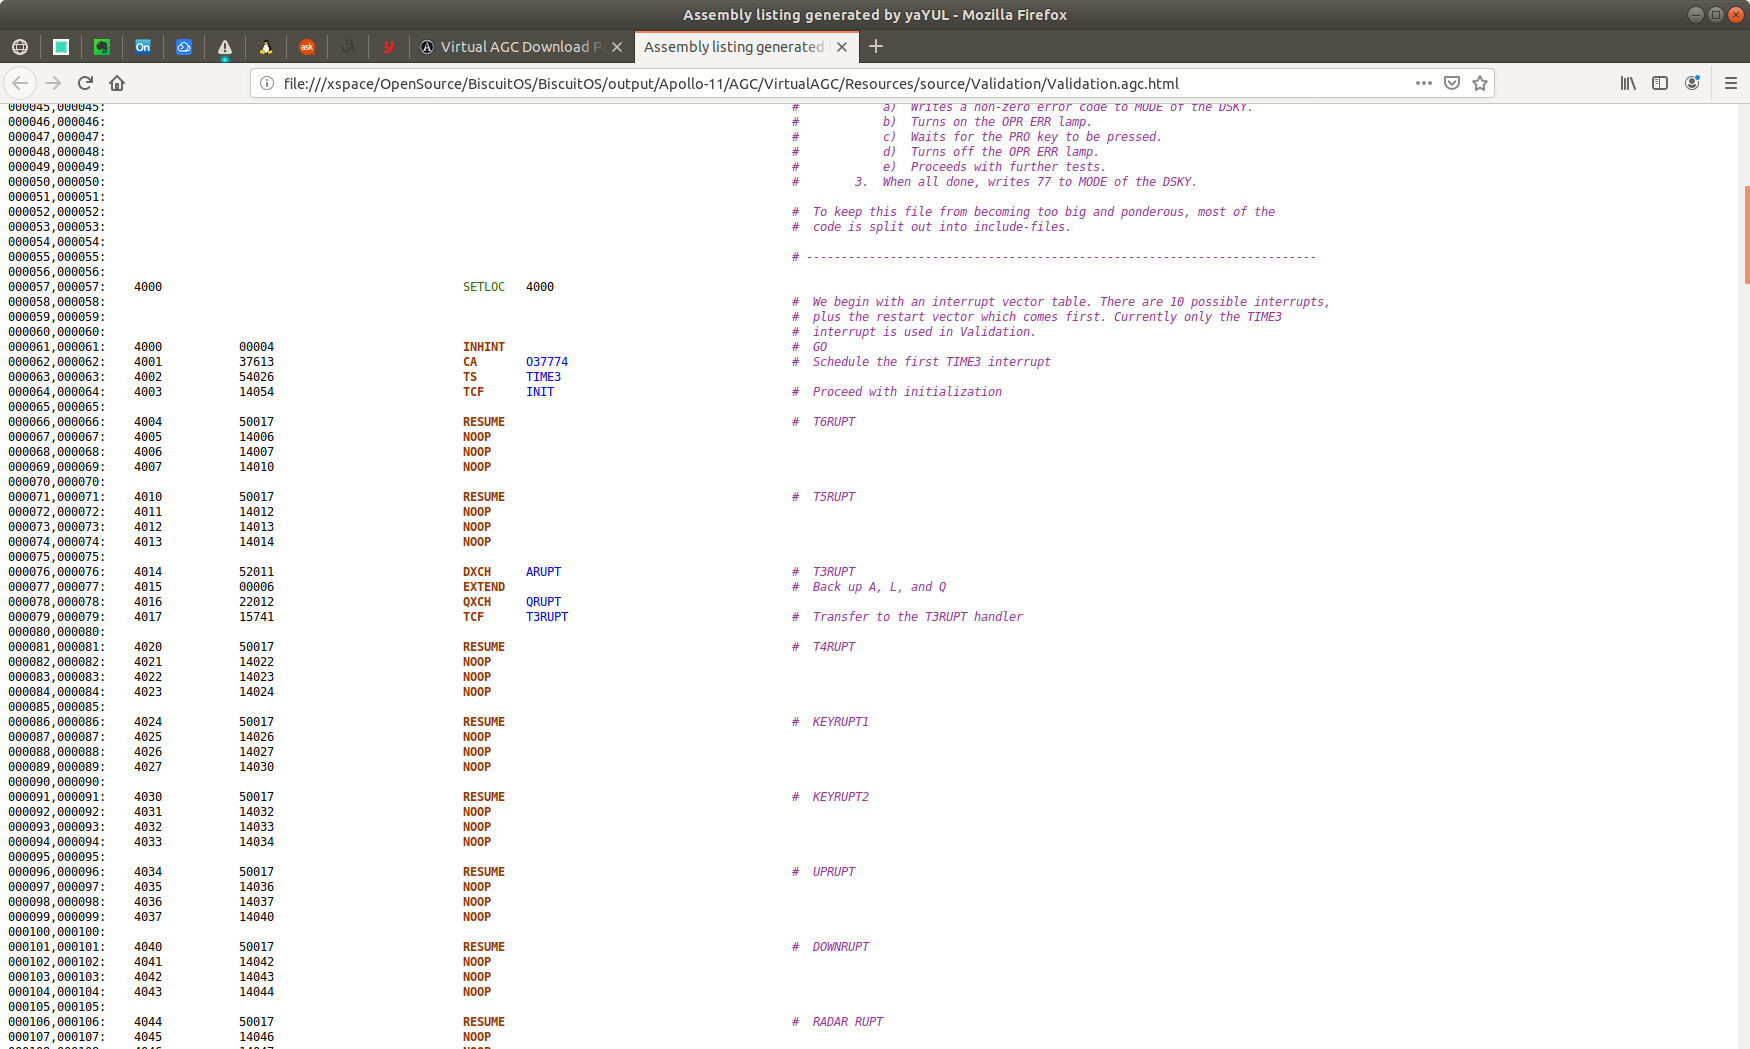 Assembly listing generated by yaYUL - Mozilla Firefox
On
ask
y
Virtual AGC Download P
Assembly listing generated
file:///xspace/OpenSource/BiscuitOS/BiscuitOS/output/Apollo-11/AGC/VirtualAGC/Resources/source/Validation/Validation.agc.html
000045,000045: # a) Writes a non-zero error code to MODE of the DSKY.
000046,000046: # b) Turns on the OPR ERR lamp.
000047,000047: # c) Waits for the PRO key to be pressed.
000048,000048: # d) Turns off the OPR ERR lamp.
000049,000049: # e) Proceeds with further tests.
000050,000050: # 3. When all done, writes 77 to MODE of the DSKY.
000051,000051:
000052,000052: # To keep this file from becoming too big and ponderous, most of the
000053,000053: # code is split out into include-files.
000054,000054:
000055,000055: # -------------------------------------------------------------------------
000056,000056:
000057,000057: 4000 SETLOC 4000
000058,000058: # We begin with an interrupt vector table. There are 10 possible interrupts,
000059,000059: # plus the restart vector which comes first. Currently only the TIME3
000060,000060: # interrupt is used in Validation.
000061,000061: 4000 00004 INHINT # GO
000062,000062: 4001 37613 CA O37774 # Schedule the first TIME3 interrupt
000063,000063: 4002 54026 TS TIME3
000064,000064: 4003 14054 TCF INIT # Proceed with initialization
000065,000065:
000066,000066: 4004 50017 RESUME # T6RUPT
000067,000067: 4005 14006 NOOP
000068,000068: 4006 14007 NOOP
000069,000069: 4007 14010 NOOP
000070,000070:
000071,000071: 4010 50017 RESUME # T5RUPT
000072,000072: 4011 14012 NOOP
000073,000073: 4012 14013 NOOP
000074,000074: 4013 14014 NOOP
000075,000075:
000076,000076: 4014 52011 DXCH ARUPT # T3RUPT
000077,000077: 4015 00006 EXTEND # Back up A, L, and Q
000078,000078: 4016 22012 QXCH QRUPT
000079,000079: 4017 15741 TCF T3RUPT # Transfer to the T3RUPT handler
000080,000080:
000081,000081: 4020 50017 RESUME # T4RUPT
000082,000082: 4021 14022 NOOP
000083,000083: 4022 14023 NOOP
000084,000084: 4023 14024 NOOP
000085,000085:
000086,000086: 4024 50017 RESUME # KEYRUPT1
000087,000087: 4025 14026 NOOP
000088,000088: 4026 14027 NOOP
000089,000089: 4027 14030 NOOP
000090,000090:
000091,000091: 4030 50017 RESUME # KEYRUPT2
000092,000092: 4031 14032 NOOP
000093,000093: 4032 14033 NOOP
000094,000094: 4033 14034 NOOP
000095,000095:
000096,000096: 4034 50017 RESUME # UPRUPT
000097,000097: 4035 14036 NOOP
000098,000098: 4036 14037 NOOP
000099,000099: 4037 14040 NOOP
000100,000100:
000101,000101: 4040 50017 RESUME # DOWNRUPT
000102,000102: 4041 14042 NOOP
000103,000103: 4042 14043 NOOP
000104,000104: 4043 14044 NOOP
000105,000105:
000106,000106: 4044 50017 RESUME # RADAR RUPT
000107,000107: 4045 14046 NOOP